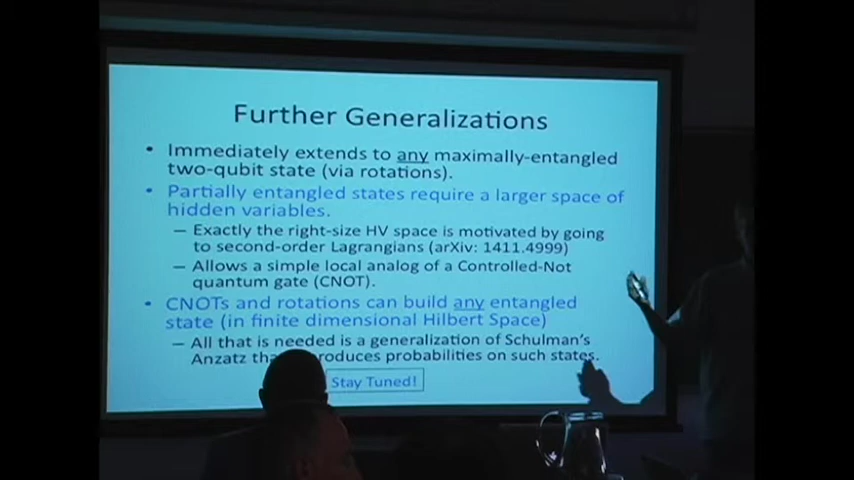 Further Generalizations
• Immediately extends to any maximally-entangled
two-qubit state (via rotations).
• Partially entangled states require a larger space of
hidden variables.
– Exactly the right-size HV space is motivated by going
to second-order Lagrangians (arXiv: 1411.4999)
– Allows a simple local analog of a Controlled-Not
quantum gate (CNOT).
• CNOTs and rotations can build any entangled
state (in finite dimensional Hilbert Space)
– All that is needed is a generalization of Schulman's
Anzatz produces probabilities on such states.
Stay Tuned!